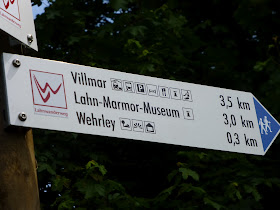 Villmar 3,5 km
Lahn-Marmor-Museum 3,0 km
Wehrley 0,3 km
Lahnwanderweg